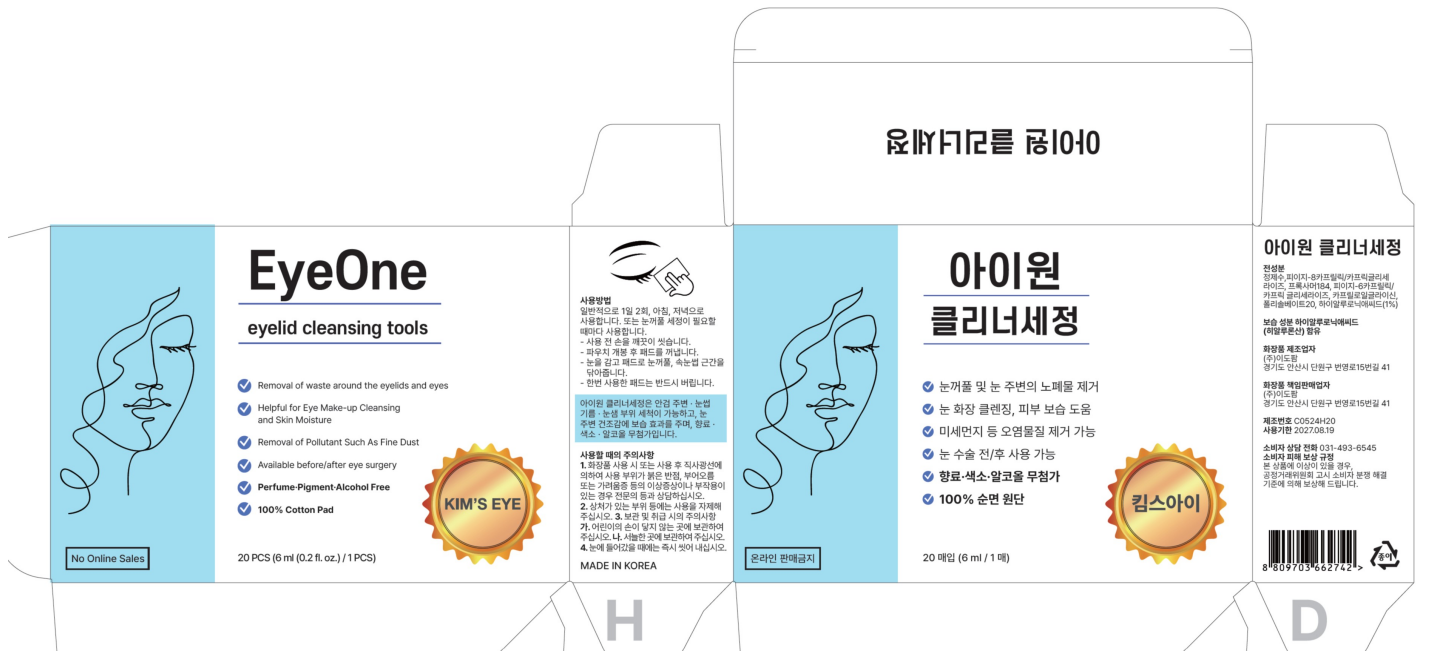 아이원 클리너세정
EyeOne
eyelid cleansing tools
Removal of waste around the eyelids and eyes
Helpful for Eye Make-up Cleansing
and Skin Moisture
Removal of Pollutant Such As Fine Dust
Available before/after eye surgery
Perfume·Pigment·Alcohol Free
100% Cotton Pad
KIM'S EYE
No Online Sales
20 PCS (6 ml (0.2 fl. oz.) / 1 PCS)
사용방법
일반적으로 1일 2회, 아침, 저녁으로
사용합니다. 또는 눈꺼풀 세정이 필요할
때마다 사용합니다.
- 사용 전 손을 깨끗이 씻습니다.
- 파우치 개봉 후 패드를 꺼냅니다.
- 눈을 감고 패드로 눈꺼풀, 속눈썹 근간을
닦아줍니다.
- 한번 사용한 패드는 반드시 버립니다.
아이원 클리너세정은 안검 주변 · 눈썹
기름 · 눈샘 부위 세척이 가능하고, 눈
주변 건조감에 보습 효과를 주며, 향료 ·
색소 · 알코올 무첨가입니다.
사용할 때의 주의사항
1. 화장품 사용 시 또는 사용 후 직사광선에
의하여 사용 부위가 붉은 반점, 부어오름
또는 가려움증 등의 이상증상이나 부작용이
있는 경우 전문의 등과 상담하십시오.
2. 상처가 있는 부위 등에는 사용을 자제해
주십시오. 3. 보관 및 취급 시의 주의사항
가. 어린이의 손이 닿지 않는 곳에 보관하여
주십시오. 나. 서늘한 곳에 보관하여 주십시오.
4. 눈에 들어갔을 때에는 즉시 씻어 내십시오.
MADE IN KOREA
H
아이원
클리너세정
눈꺼풀 및 눈 주변의 노폐물 제거
눈 화장 클렌징, 피부 보습 도움
미세먼지 등 오염물질 제거 가능
눈 수술 전/후 사용 가능
향료·색소·알코올 무첨가
100% 순면 원단
킴스아이
온라인 판매금지
20 매입 (6 ml / 1 매)
아이원 클리너세정
전성분
정제수,피이지-8카프릴릭/카프릭글리세
라이즈, 프록사머184, 피이지-6카프릴릭/
카프릭 글리세라이즈, 카프릴로일글라이신,
폴리솔베이트20, 하이알루로닉애씨드(1%)
보습 성분 하이알루로닉애씨드
(히알루론산) 함유
화장품 제조업자
(주)이도팜
경기도 안산시 단원구 번영로15번길 41
화장품 책임판매업자
(주)이도팜
경기도 안산시 단원구 번영로15번길 41
제조번호 C0524H20
사용기한 2027.08.19
소비자 상담 전화 031-493-6545
소비자 피해 보상 규정
본 상품에 이상이 있을 경우,
공정거래위원회 고시 소비자 분쟁 해결
기준에 의해 보상해 드립니다.
8 809703 662742 >
종이
D